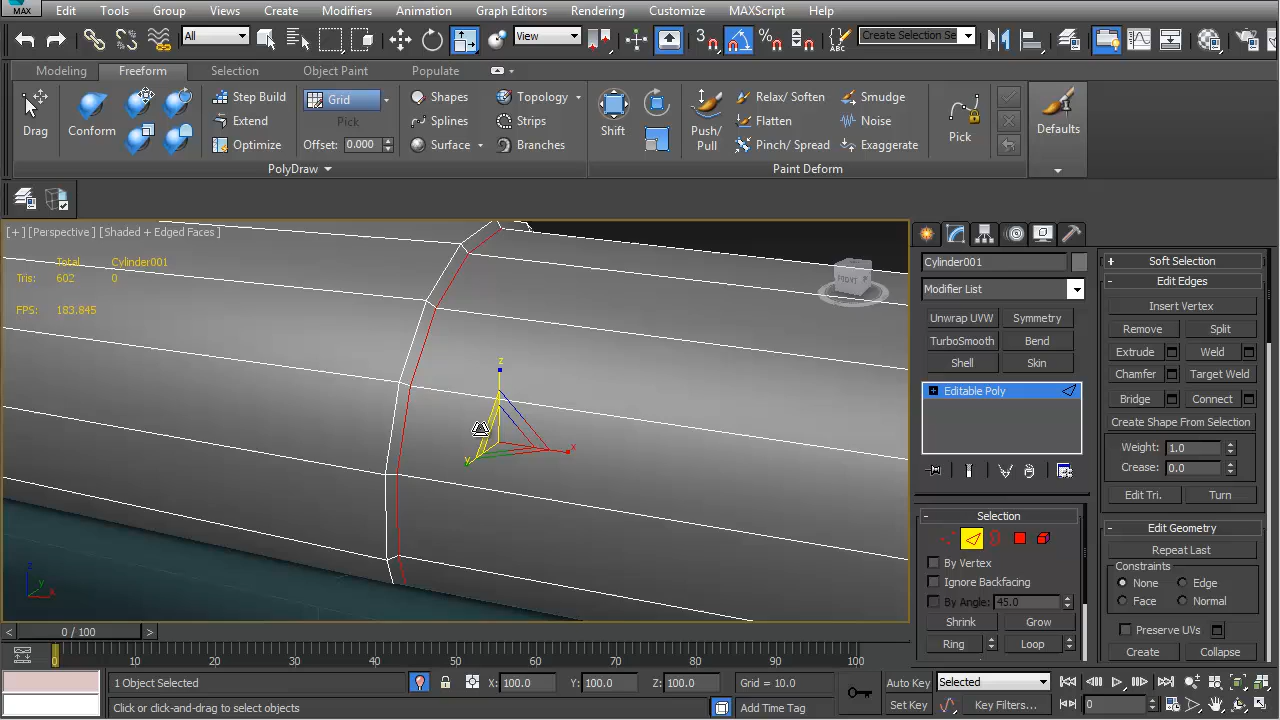 MAX Edit Tools Group Views Create Modifiers Animation Graph Editors Rendering Customize MAXScript Help
All View Create Selection Se
Modeling Freeform Selection Object Paint Populate
Drag Conform Step Build Extend Optimize Grid Pick Offset: 0.000 Shapes Splines Surface Topology Strips Branches
Shift Push/ Pull Relax/ Soften Flatten Pinch/ Spread Smudge Noise Exaggerate Pick Defaults
PolyDraw Paint Deform
[+] [Perspective] [Shaded + Edged Faces]
Total Cylinder001
Tris: 602 0
FPS: 183.845
z
x
y
FRONT
Cylinder001
Modifier List
Unwrap UVW Symmetry
TurboSmooth Bend
Shell Skin
Editable Poly
Selection
By Vertex
Ignore Backfacing
By Angle: 45.0
Shrink Grow
Ring Loop
+ Soft Selection
- Edit Edges
Insert Vertex
Remove Split
Extrude Weld
Chamfer Target Weld
Bridge Connect
Create Shape From Selection
Weight: 1.0
Crease: 0.0
Edit Tri. Turn
- Edit Geometry
Repeat Last
Constraints
None Edge
Face Normal
Preserve UVs
Create Collapse
z
y
x
< 0 / 100 >
0 10 20 30 40 50 60 70 80 90 100
1 Object Selected X: 100.0 Y: 100.0 Z: 100.0 Grid = 10.0 Auto Key Selected
Click or click-and-drag to select objects Add Time Tag Set Key Key Filters... 0